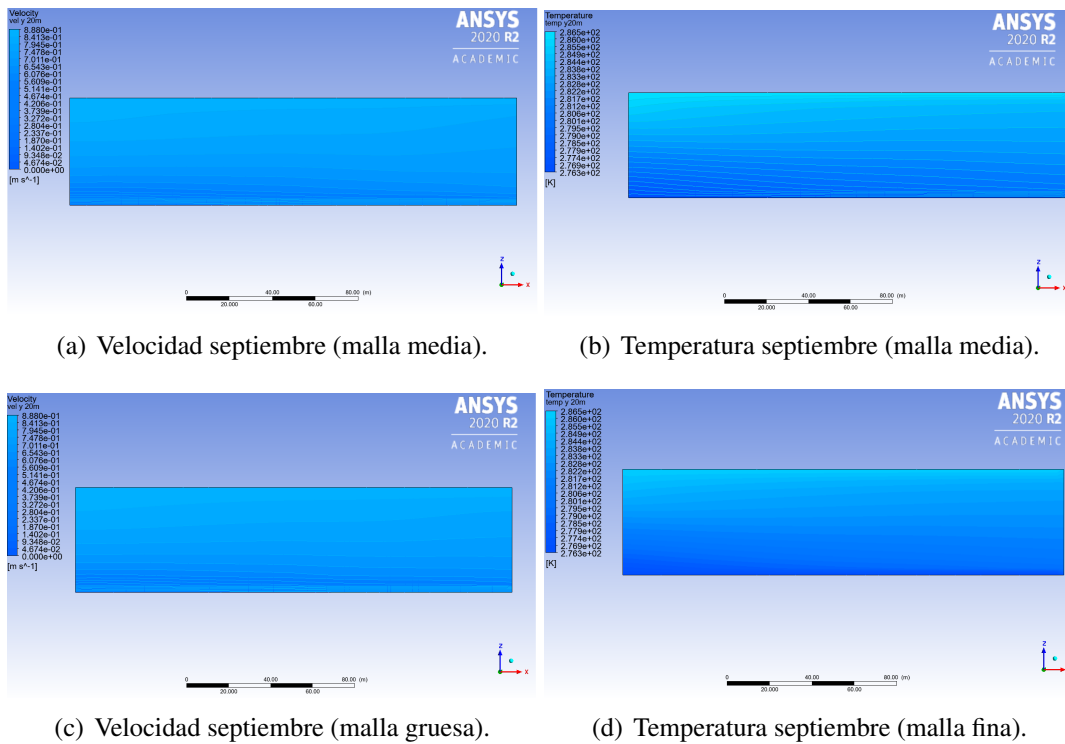 Velocity
vel y 20m
8.880e-01
8.413e-01
7.945e-01
7.478e-01
7.011e-01
6.543e-01
6.076e-01
5.609e-01
5.141e-01
4.674e-01
4.206e-01
3.739e-01
3.272e-01
2.804e-01
2.337e-01
1.870e-01
1.402e-01
9.348e-02
4.674e-02
0.000e+00
[m s^-1]
ANSYS
2020 R2
ACADEMIC
z
x
0
20.000
40.00
60.00
80.00 (m)
(a) Velocidad septiembre (malla media).
Temperature
temp y20m
2.865e+02
2.860e+02
2.855e+02
2.849e+02
2.844e+02
2.838e+02
2.833e+02
2.828e+02
2.822e+02
2.817e+02
2.812e+02
2.806e+02
2.801e+02
2.795e+02
2.790e+02
2.785e+02
2.779e+02
2.774e+02
2.769e+02
2.763e+02
[K]
ANSYS
2020 R2
ACADEMIC
z
x
0
20.000
40.00
60.00
80.00 (m)
(b) Temperatura septiembre (malla media).
Velocity
vel y 20m
8.880e-01
8.413e-01
7.945e-01
7.478e-01
7.011e-01
6.543e-01
6.076e-01
5.609e-01
5.141e-01
4.674e-01
4.206e-01
3.739e-01
3.272e-01
2.804e-01
2.337e-01
1.870e-01
1.402e-01
9.348e-02
4.674e-02
0.000e+00
[m s^-1]
ANSYS
2020 R2
ACADEMIC
z
x
0
20.000
40.00
60.00
80.00 (m)
(c) Velocidad septiembre (malla gruesa).
Temperature
temp y 20m
2.865e+02
2.860e+02
2.855e+02
2.849e+02
2.844e+02
2.838e+02
2.833e+02
2.828e+02
2.822e+02
2.817e+02
2.812e+02
2.806e+02
2.801e+02
2.795e+02
2.790e+02
2.785e+02
2.779e+02
2.774e+02
2.769e+02
2.763e+02
[K]
ANSYS
2020 R2
ACADEMIC
z
x
0
20.000
40.00
60.00
80.00 (m)
(d) Temperatura septiembre (malla fina).